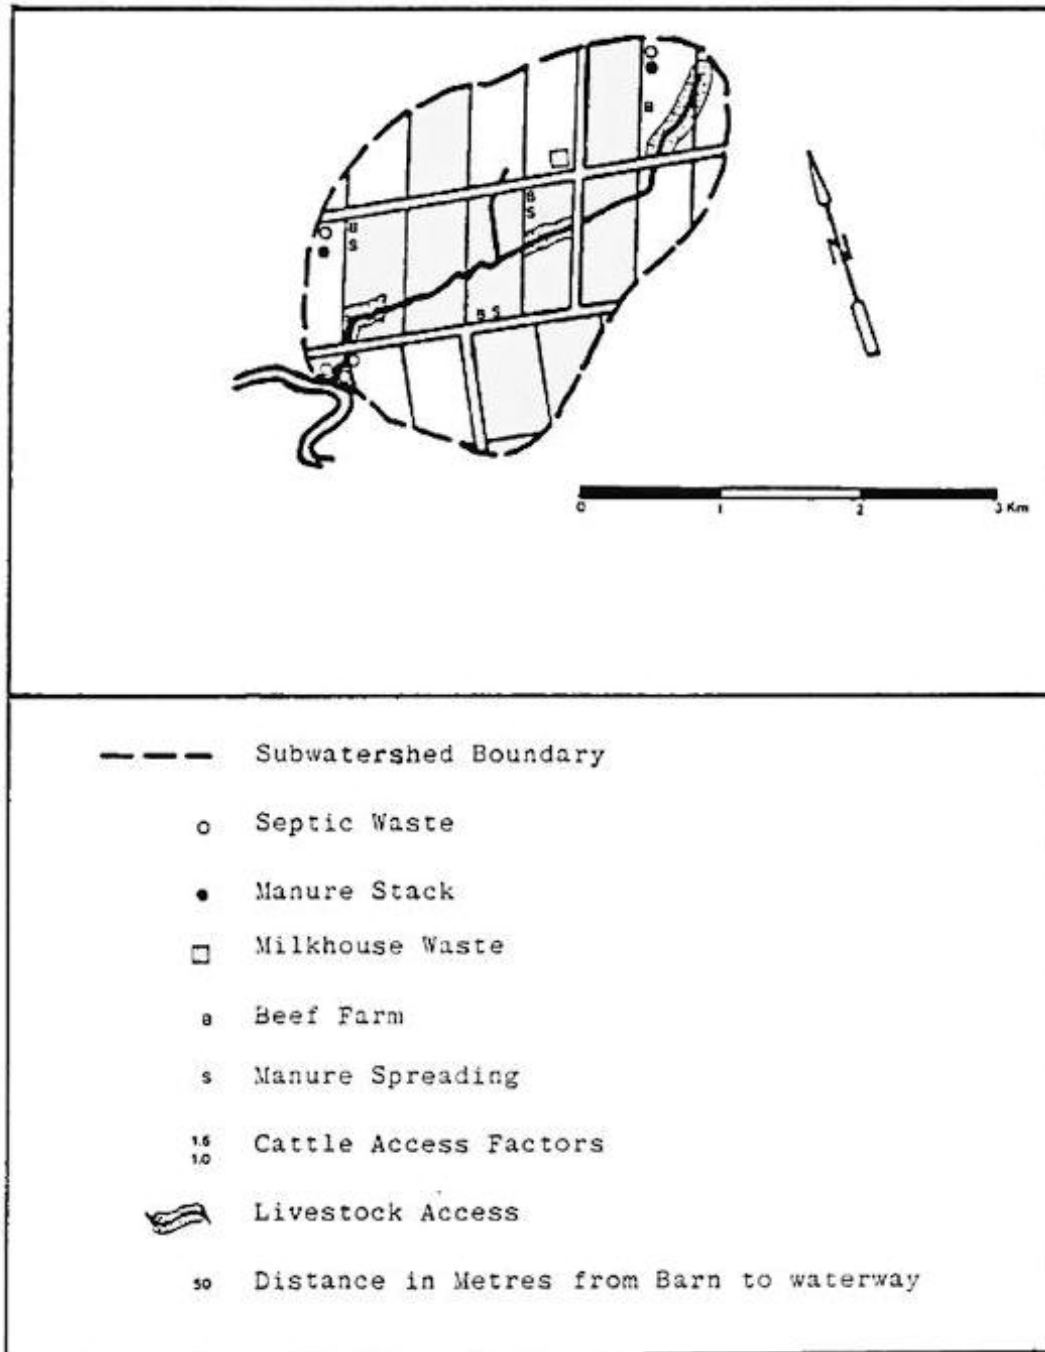 B
B
S
B
S
N
B S
0 1 2 3 Km
Subwatershed Boundary
Septic Waste
Manure Stack
Milkhouse Waste
B Beef Farm
S Manure Spreading
1.5
1.0 Cattle Access Factors
Livestock Access
50 Distance in Metres from Barn to waterway